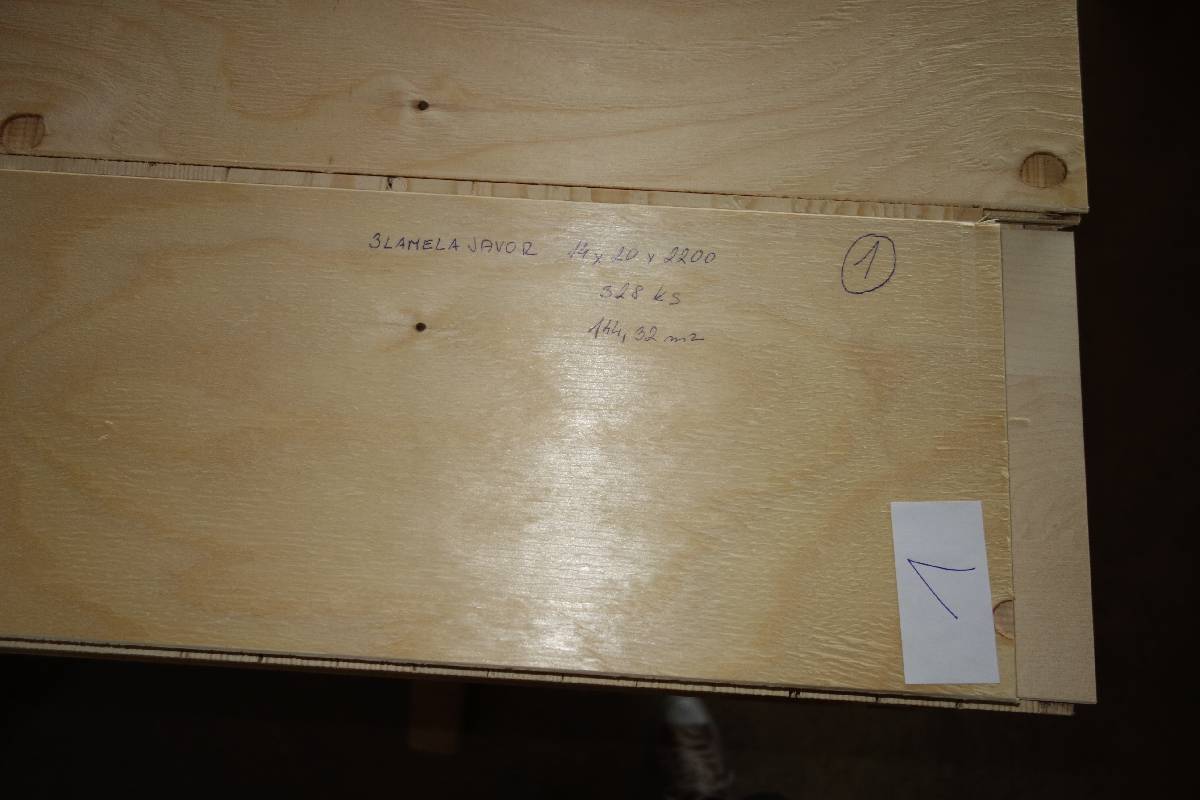 3LAMELA JAVOR 14 x 20 x 2200
1
328 ks
144,32 m2
1